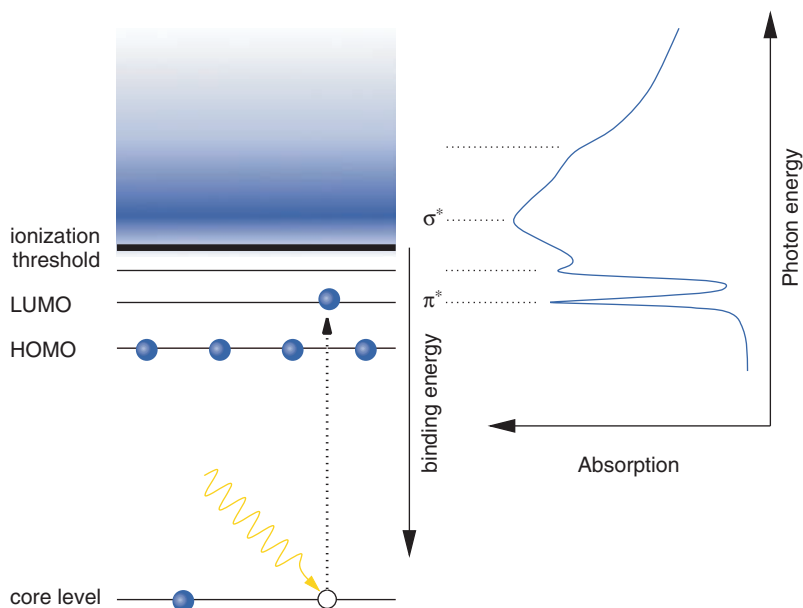 ionization
threshold
LUMO
HOMO
core level
binding energy
σ*
π*
Absorption
Photon energy